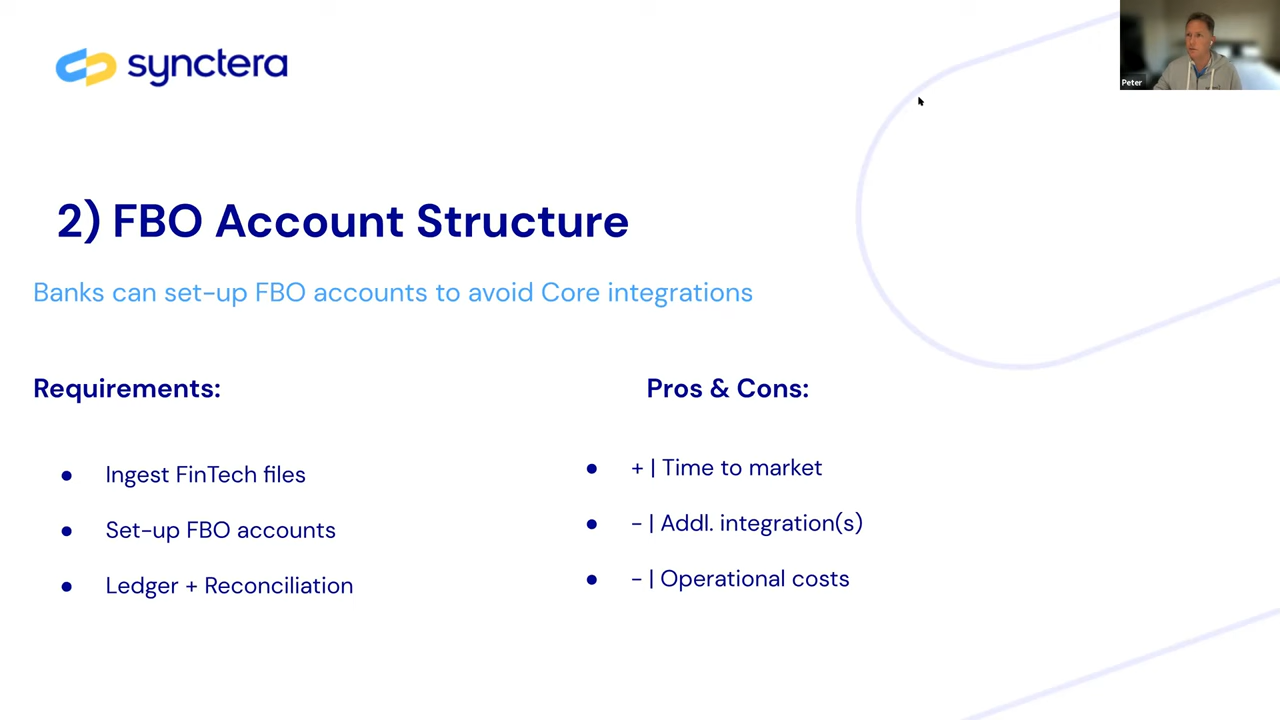 synctera
Peter
2) FBO Account Structure
Banks can set-up FBO accounts to avoid Core integrations
Requirements:
● Ingest FinTech files
● Set-up FBO accounts
● Ledger + Reconciliation
Pros & Cons:
● + | Time to market
● - | Addl. integration(s)
● - | Operational costs